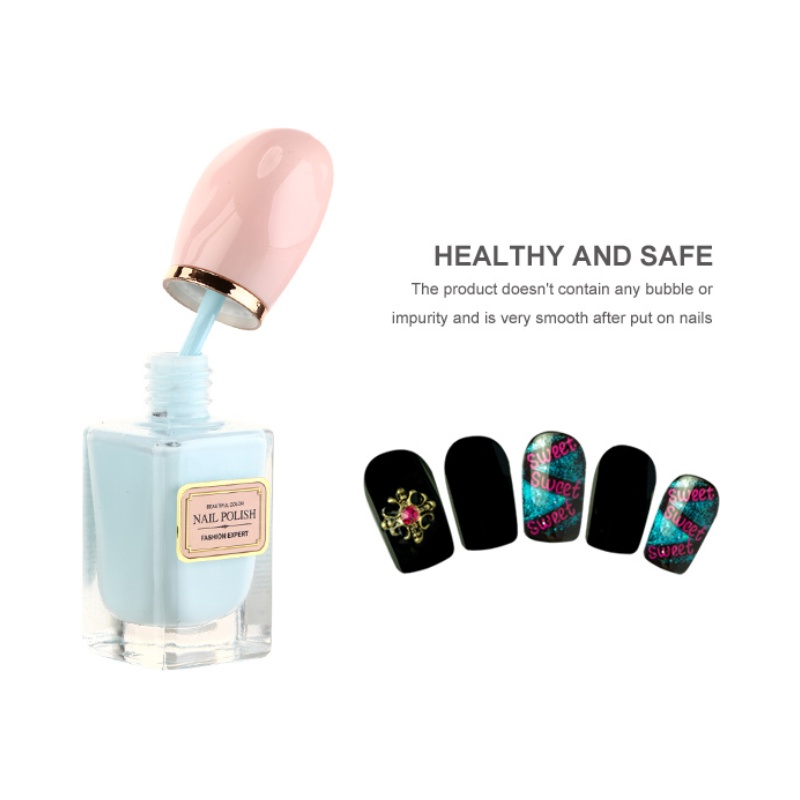 HEALTHY AND SAFE
The product doesn't contain any bubble or
impurity and is very smooth after put on nails
BEAUTIFUL COLOR
NAIL POLISH
FASHION EXPERT
sweet
sweet
sweet
sweet
sweet
sweet